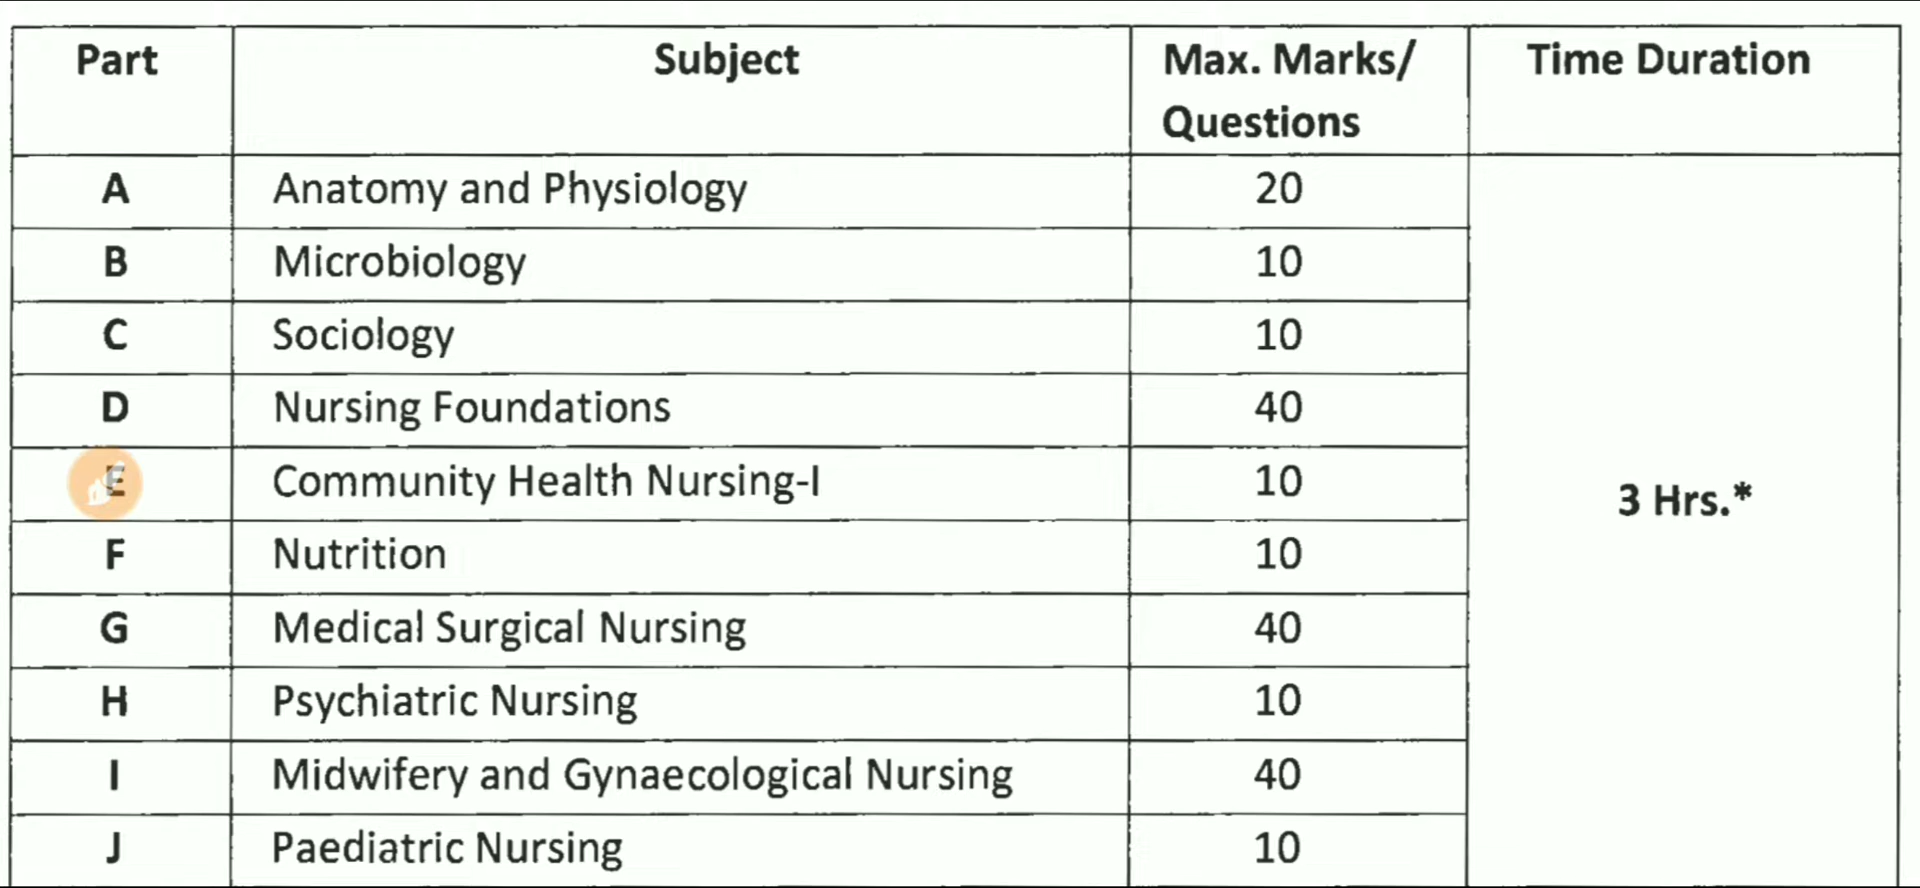 Part Subject Max. Marks/ Questions Time Duration
A Anatomy and Physiology 20
B Microbiology 10
C Sociology 10
D Nursing Foundations 40
E Community Health Nursing-I 10 3 Hrs.*
F Nutrition 10
G Medical Surgical Nursing 40
H Psychiatric Nursing 10
I Midwifery and Gynaecological Nursing 40
J Paediatric Nursing 10